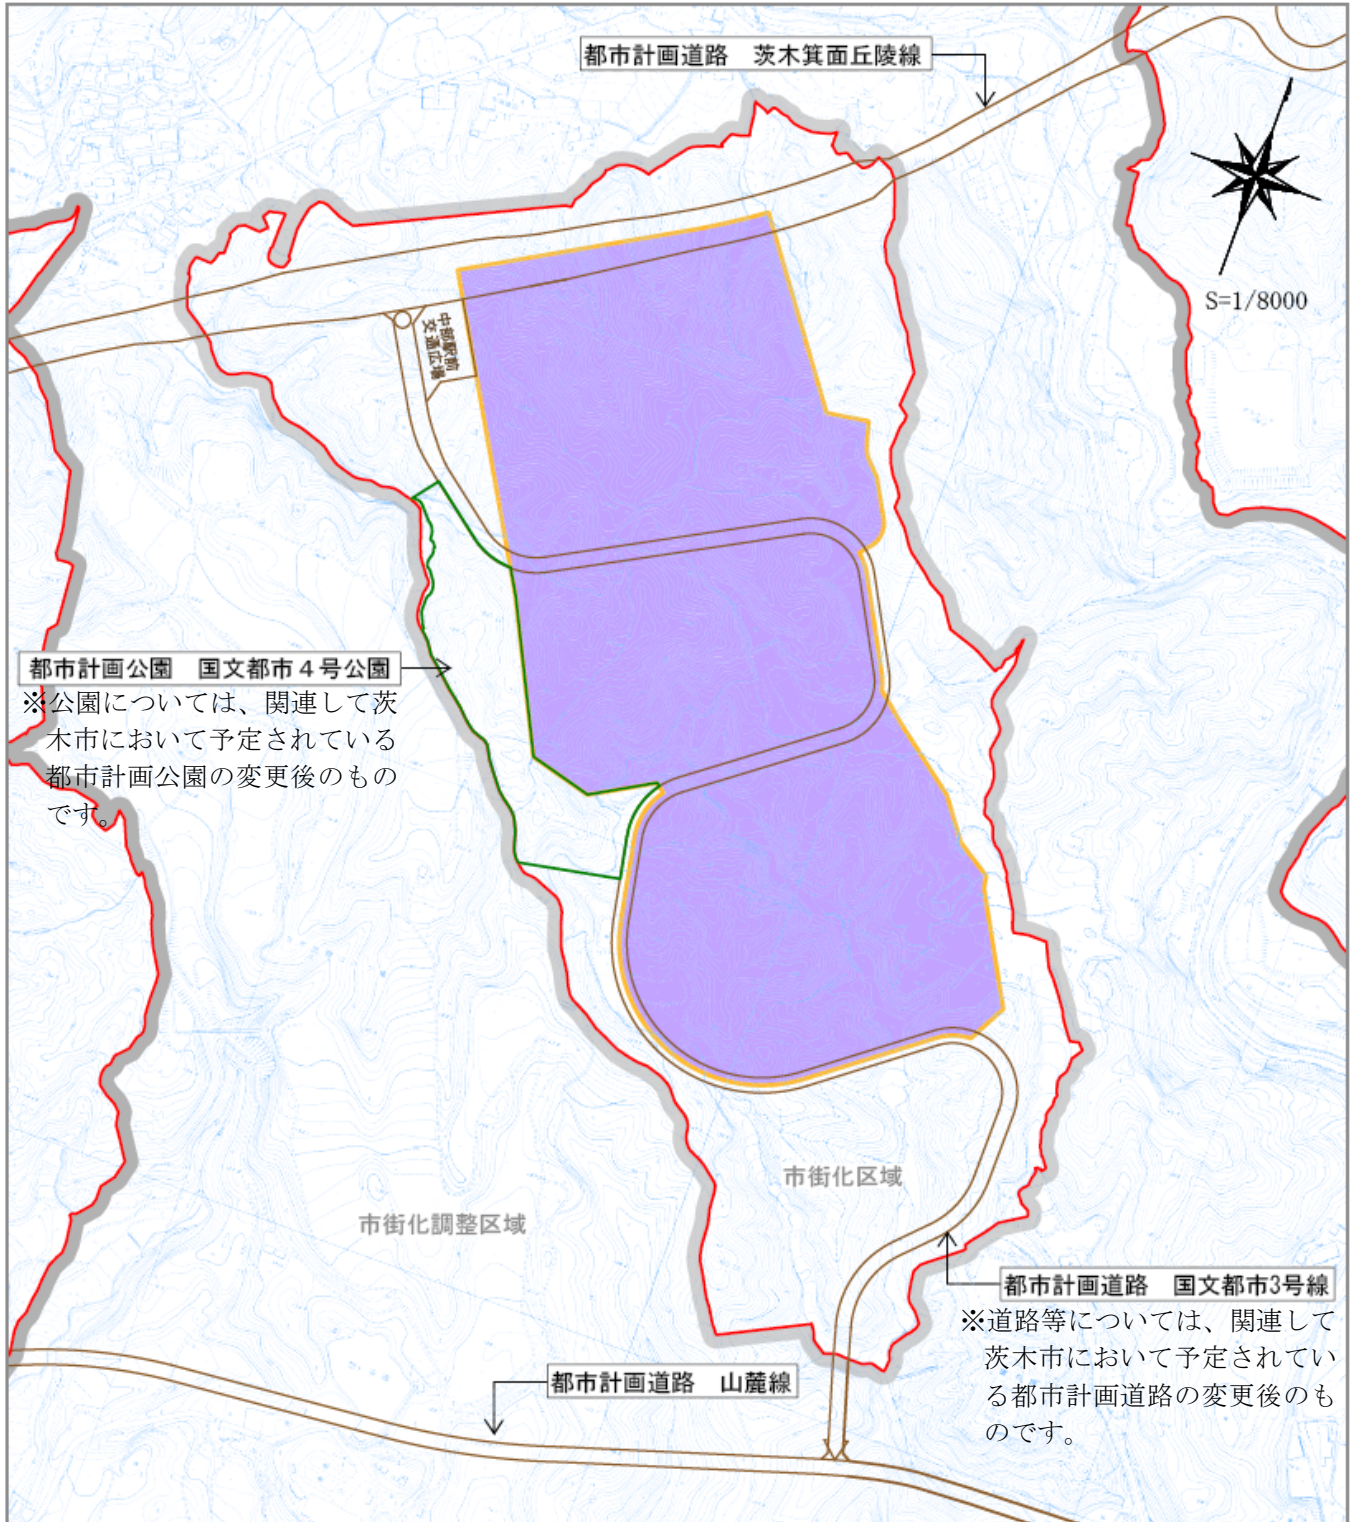 都市計画道路　茨木箕面丘陵線
S=1/8000
中部駅前
交通広場
都市計画公園　国文都市４号公園
※公園については、関連して茨
木市において予定されている
都市計画公園の変更後のもの
です。
市街化区域
市街化調整区域
都市計画道路　国文都市3号線
※道路等については、関連して
茨木市において予定されてい
る都市計画道路の変更後のも
のです。
都市計画道路　山麓線